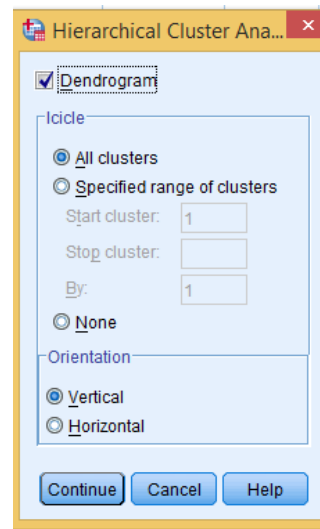 Hierarchical Cluster Ana...
Dendrogram
Icicle
All clusters
Specified range of clusters
Start cluster: 1
Stop cluster:
By: 1
None
Orientation
Vertical
Horizontal
Continue Cancel Help